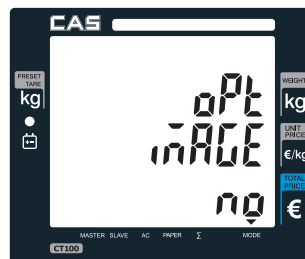 CAS
PRESET
TARE
kg
oPt
imAGE
no
WEIGHT
kg
UNIT
PRICE
€/kg
TOTAL
PRICE
€
MASTER SLAVE AC PAPER Σ MODE
CT100